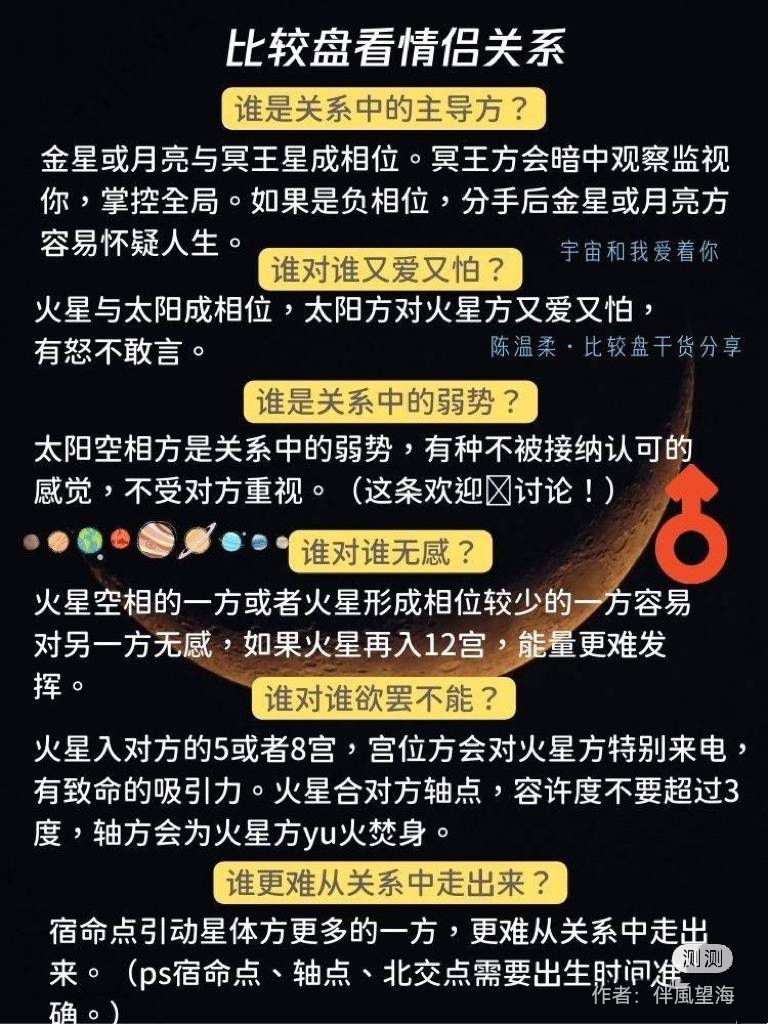 比较盘看情侣关系
谁是关系中的主导方？
金星或月亮与冥王星成相位。冥王方会暗中观察监视
你，掌控全局。如果是负相位，分手后金星或月亮方
容易怀疑人生。
宇宙和我爱着你
谁对谁又爱又怕？
火星与太阳成相位，太阳方对火星方又爱又怕，
有怒不敢言。
陈温柔·比较盘干货分享
谁是关系中的弱势？
太阳空相方是关系中的弱势，有种不被接纳认可的
感觉，不受对方重视。（这条欢迎讨论！）
谁对谁无感？
火星空相的一方或者火星形成相位较少的一方容易
对另一方无感，如果火星再入12宫，能量更难发
挥。
谁对谁欲罢不能？
火星入对方的5或者8宫，宫位方会对火星方特别来电，
有致命的吸引力。火星合对方轴点，容许度不要超过3
度，轴方会为火星方yu火焚身。
谁更难从关系中走出来？
宿命点引动星体方更多的一方，更难从关系中走出
来。（ps宿命点、轴点、北交点需要出生时间准
确。）
测测
作者：伴風望海